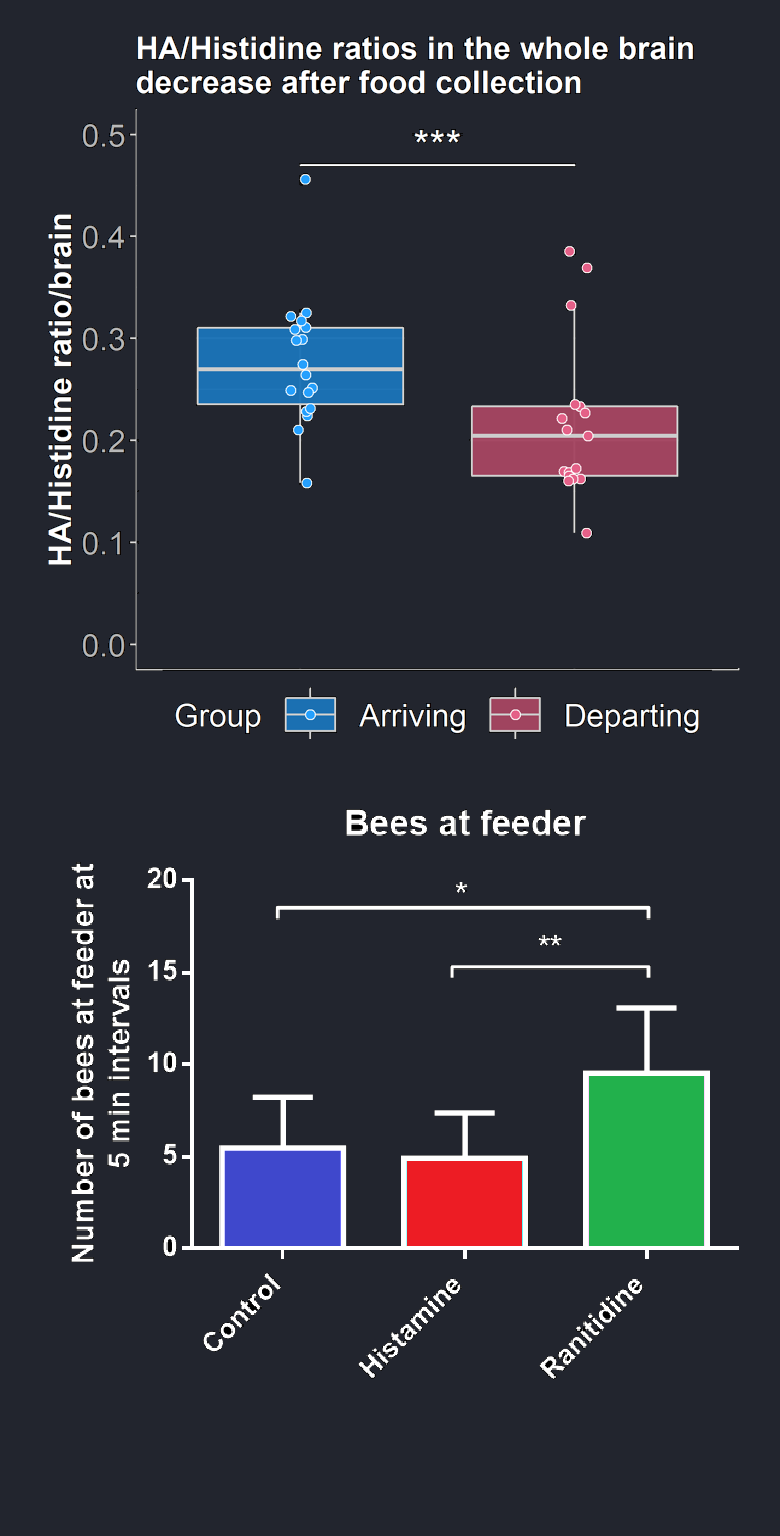 HA/Histidine ratios in the whole brain
decrease after food collection
***
HA/Histidine ratio/brain
0.5
0.4
0.3
0.2
0.1
0.0
Group Arriving Departing
Bees at feeder
Number of bees at feeder at
5 min intervals
20
15
10
5
0
*
**
Control
Histamine
Ranitidine